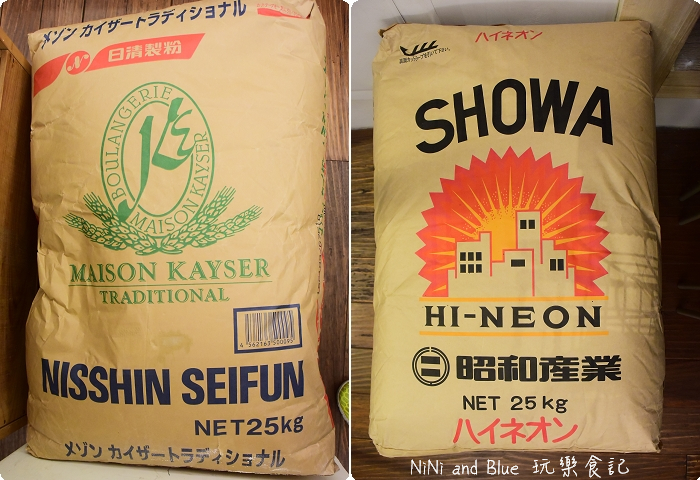 メゾン カイザートラディショナル
日清製粉
BOULANGERIE
MAISON KAYSER
MAISON KAYSER
TRADITIONAL
4 562163 500095
NISSHIN SEIFUN
NET25kg
メゾン カイザートラディショナル
ハイネオン
SHOWA
HI-NEON
昭和産業
NET 25kg
ハイネオン
NiNi and Blue 玩樂食記